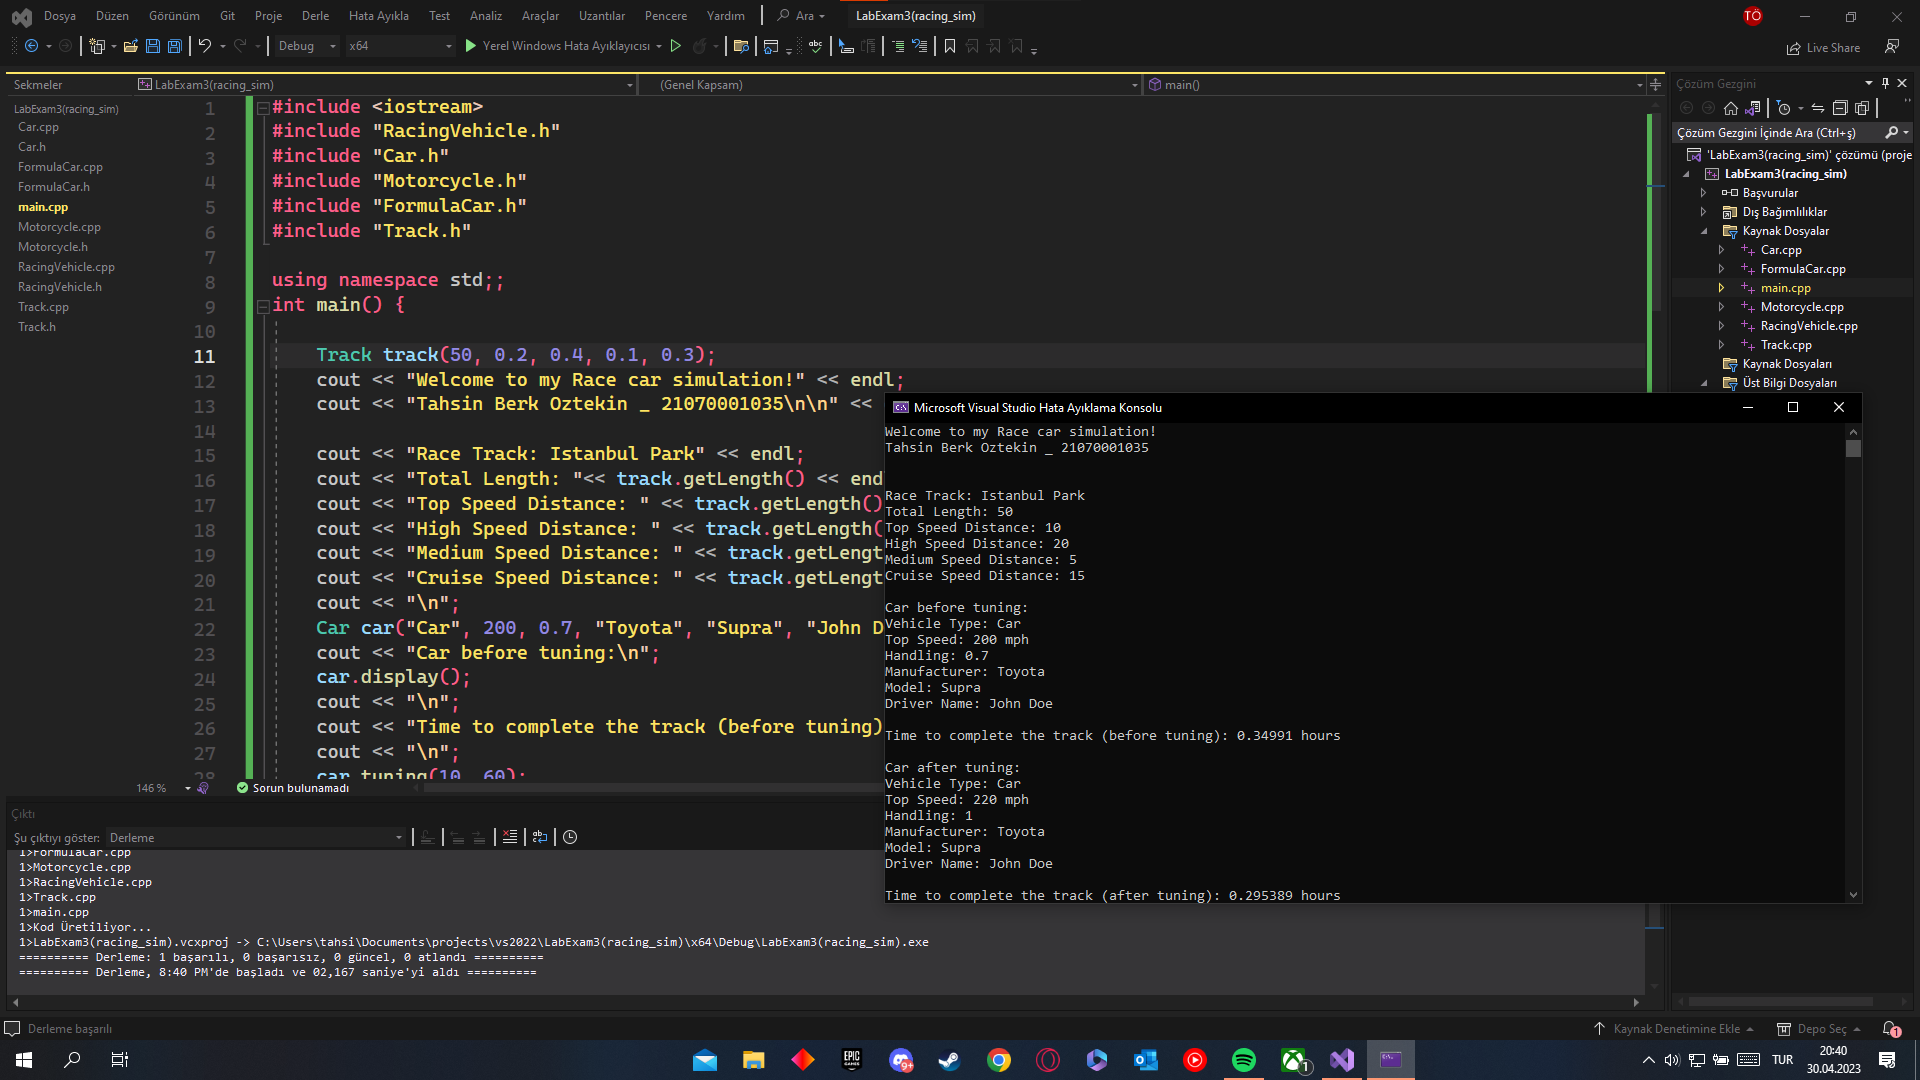 Dosya Düzen Görünüm Git Proje Derle Hata Ayıkla Test Analiz Araçlar Uzantılar Pencere Yardım Ara LabExam3(racing_sim) TÖ
Debug x64 Yerel Windows Hata Ayıklayıcısı Live Share
Sekmeler
LabExam3(racing_sim)
Car.cpp
Car.h
FormulaCar.cpp
FormulaCar.h
main.cpp
Motorcycle.cpp
Motorcycle.h
RacingVehicle.cpp
RacingVehicle.h
Track.cpp
Track.h
LabExam3(racing_sim) (Genel Kapsam) main()
1 #include <iostream>
2 #include "RacingVehicle.h"
3 #include "Car.h"
4 #include "Motorcycle.h"
5 #include "FormulaCar.h"
6 #include "Track.h"
7
8 using namespace std;;
9 int main() {
10
11 Track track(50, 0.2, 0.4, 0.1, 0.3);
12 cout << "Welcome to my Race car simulation!" << endl;
13 cout << "Tahsin Berk Oztekin _ 21070001035\n\n" <<
14
15 cout << "Race Track: Istanbul Park" << endl;
16 cout << "Total Length: "<< track.getLength() << end
17 cout << "Top Speed Distance: " << track.getLength()
18 cout << "High Speed Distance: " << track.getLength(
19 cout << "Medium Speed Distance: " << track.getLengt
20 cout << "Cruise Speed Distance: " << track.getLengt
21 cout << "\n";
22 Car car("Car", 200, 0.7, "Toyota", "Supra", "John D
23 cout << "Car before tuning:\n";
24 car.display();
25 cout << "\n";
26 cout << "Time to complete the track (before tuning)
27 cout << "\n";
28 car.tuning(10, 60);
146 % Sorun bulunamadı
Çözüm Gezgini
Çözüm Gezgini İçinde Ara (Ctrl+ş)
'LabExam3(racing_sim)' çözümü (proje
LabExam3(racing_sim)
Başvurular
Dış Bağımlılıklar
Kaynak Dosyalar
Car.cpp
FormulaCar.cpp
main.cpp
Motorcycle.cpp
RacingVehicle.cpp
Track.cpp
Kaynak Dosyaları
Üst Bilgi Dosyaları
Microsoft Visual Studio Hata Ayıklama Konsolu
Welcome to my Race car simulation!
Tahsin Berk Oztekin _ 21070001035
Race Track: Istanbul Park
Total Length: 50
Top Speed Distance: 10
High Speed Distance: 20
Medium Speed Distance: 5
Cruise Speed Distance: 15
Car before tuning:
Vehicle Type: Car
Top Speed: 200 mph
Handling: 0.7
Manufacturer: Toyota
Model: Supra
Driver Name: John Doe
Time to complete the track (before tuning): 0.34991 hours
Car after tuning:
Vehicle Type: Car
Top Speed: 220 mph
Handling: 1
Manufacturer: Toyota
Model: Supra
Driver Name: John Doe
Time to complete the track (after tuning): 0.295389 hours
Çıktı
Şu çıktıyı göster: Derleme
1>FormulaCar.cpp
1>Motorcycle.cpp
1>RacingVehicle.cpp
1>Track.cpp
1>main.cpp
1>Kod Üretiliyor...
1>LabExam3(racing_sim).vcxproj -> C:\Users\tahsi\Documents\projects\vs2022\LabExam3(racing_sim)\x64\Debug\LabExam3(racing_sim).exe
========== Derleme: 1 başarılı, 0 başarısız, 0 güncel, 0 atlandı ==========
========== Derleme, 8:40 PM'de başladı ve 02,167 saniye'yi aldı ==========
Derleme başarılı Kaynak Denetimine Ekle Depo Seç 1
EPIC GAMES 9+ 1 TUR 20:40
30.04.2023